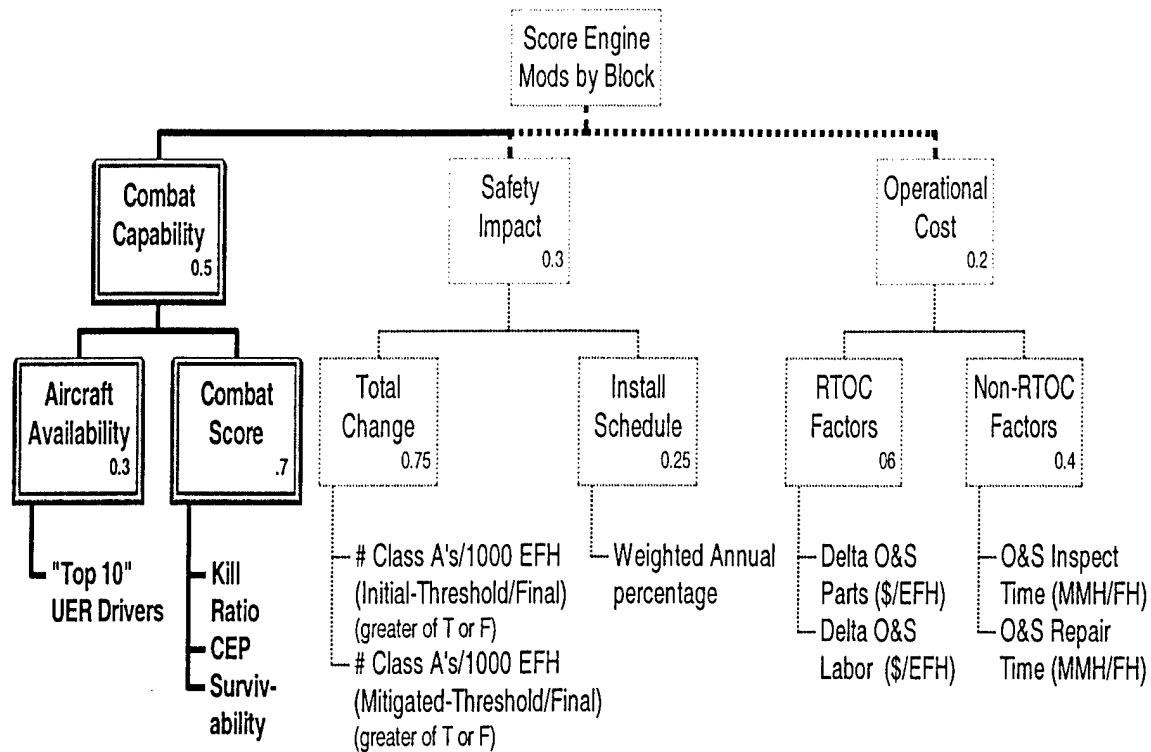 Score Engine
Mods by Block
Combat
Capability
0.5
Safety
Impact
0.3
Operational
Cost
0.2
Aircraft
Availability
0.3
Combat
Score
.7
Total
Change
0.75
Install
Schedule
0.25
RTOC
Factors
06
Non-RTOC
Factors
0.4
"Top 10"
UER Drivers
Kill
Ratio
CEP
Surviv-
ability
# Class A's/1000 EFH
(Initial-Threshold/Final)
(greater of T or F)
# Class A's/1000 EFH
(Mitigated-Threshold/Final)
(greater of T or F)
Weighted Annual
percentage
Delta O&S
Parts ($/EFH)
Delta O&S
Labor ($/EFH)
O&S Inspect
Time (MMH/FH)
O&S Repair
Time (MMH/FH)